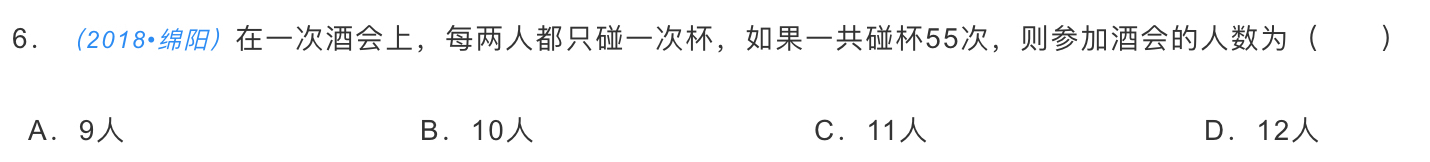 6. （2018•绵阳）在一次酒会上，每两人都只碰一次杯，如果一共碰杯55次，则参加酒会的人数为（　　）
A. 9人　B. 10人　C. 11人　D. 12人